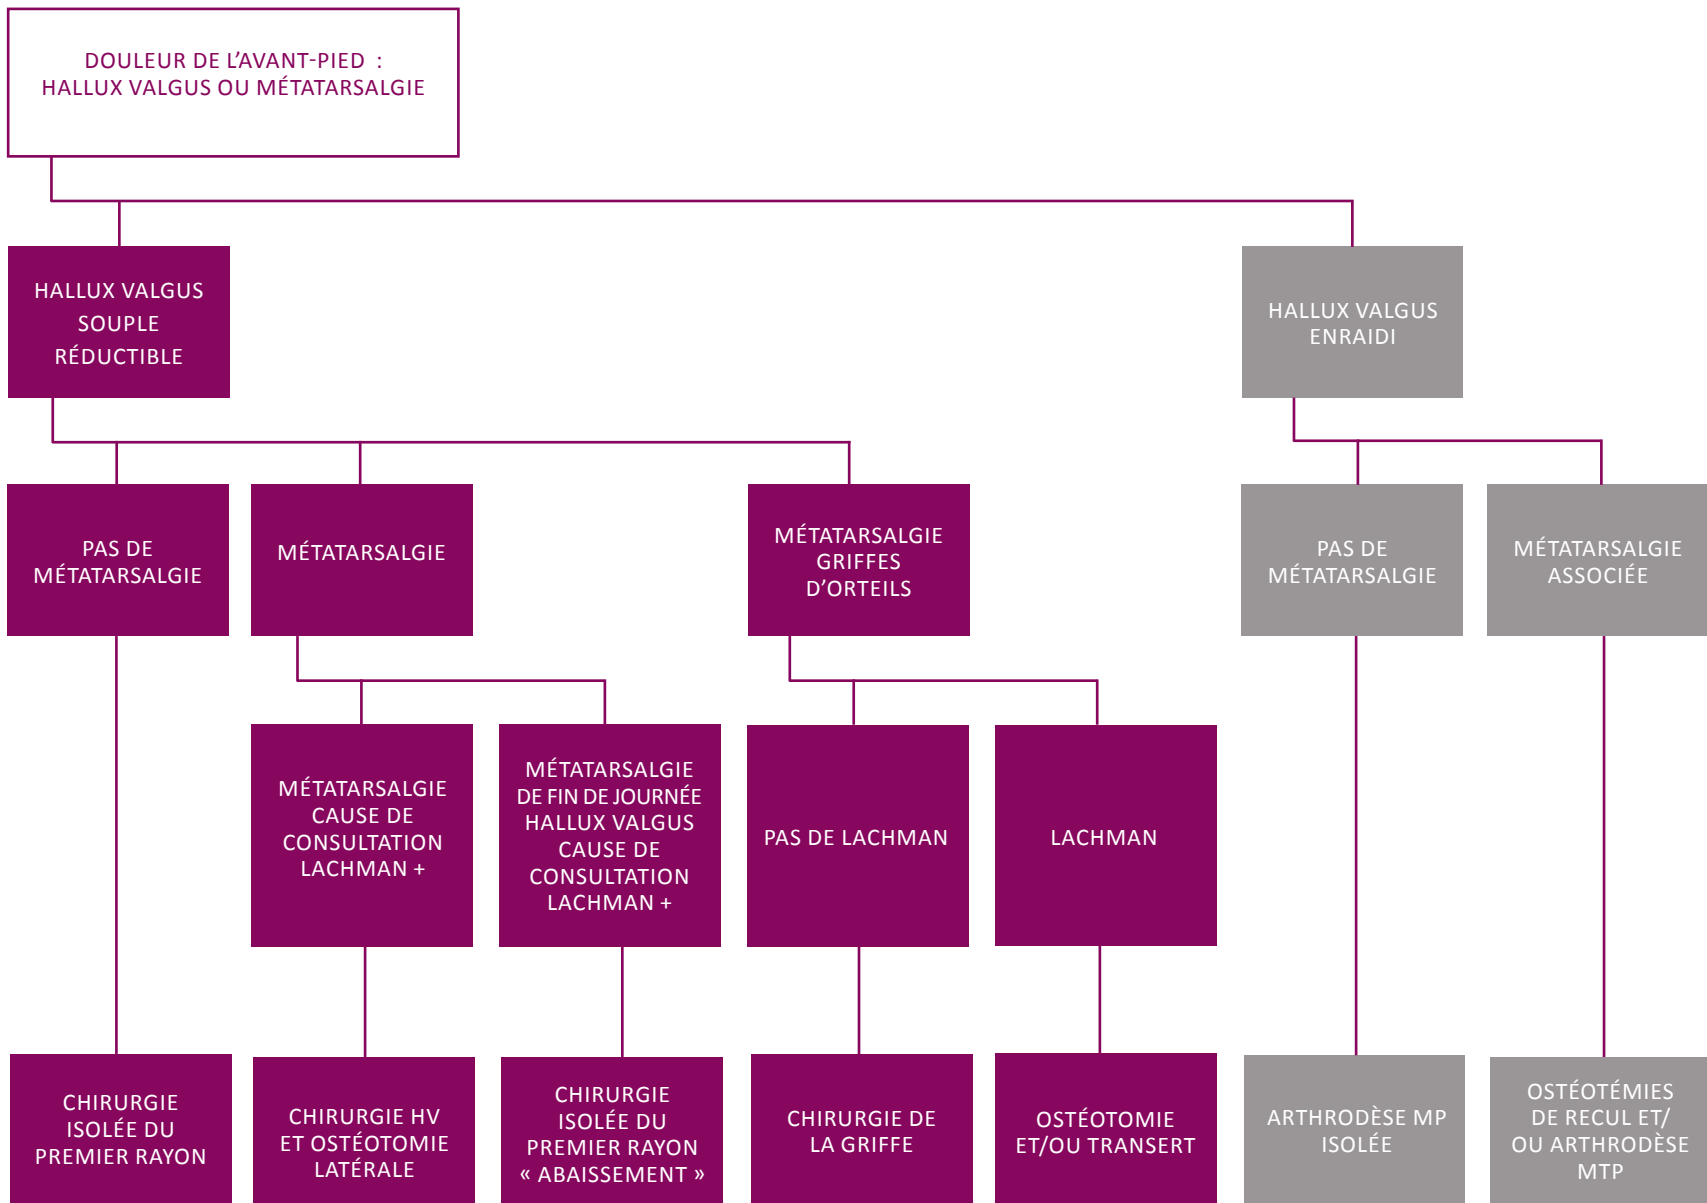 DOULEUR DE L'AVANT-PIED :
HALLUX VALGUS OU MÉTATARSALGIE
HALLUX VALGUS
SOUPLE
RÉDUCTIBLE
HALLUX VALGUS
ENRAIDI
PAS DE
MÉTATARSALGIE
MÉTATARSALGIE
MÉTATARSALGIE
GRIFFES
D'ORTEILS
PAS DE
MÉTATARSALGIE
MÉTATARSALGIE
ASSOCIÉE
MÉTATARSALGIE
CAUSE DE
CONSULTATION
LACHMAN +
MÉTATARSALGIE
DE FIN DE JOURNÉE
HALLUX VALGUS
CAUSE DE
CONSULTATION
LACHMAN +
PAS DE LACHMAN
LACHMAN
CHIRURGIE
ISOLÉE DU
PREMIER RAYON
CHIRURGIE HV
ET OSTÉOTOMIE
LATÉRALE
CHIRURGIE
ISOLÉE DU
PREMIER RAYON
« ABAISSEMENT »
CHIRURGIE DE
LA GRIFFE
OSTÉOTOMIE
ET/OU TRANSERT
ARTHRODÈSE MP
ISOLÉE
OSTÉOTÉMIES
DE RECUL ET/
OU ARTHRODÈSE
MTP